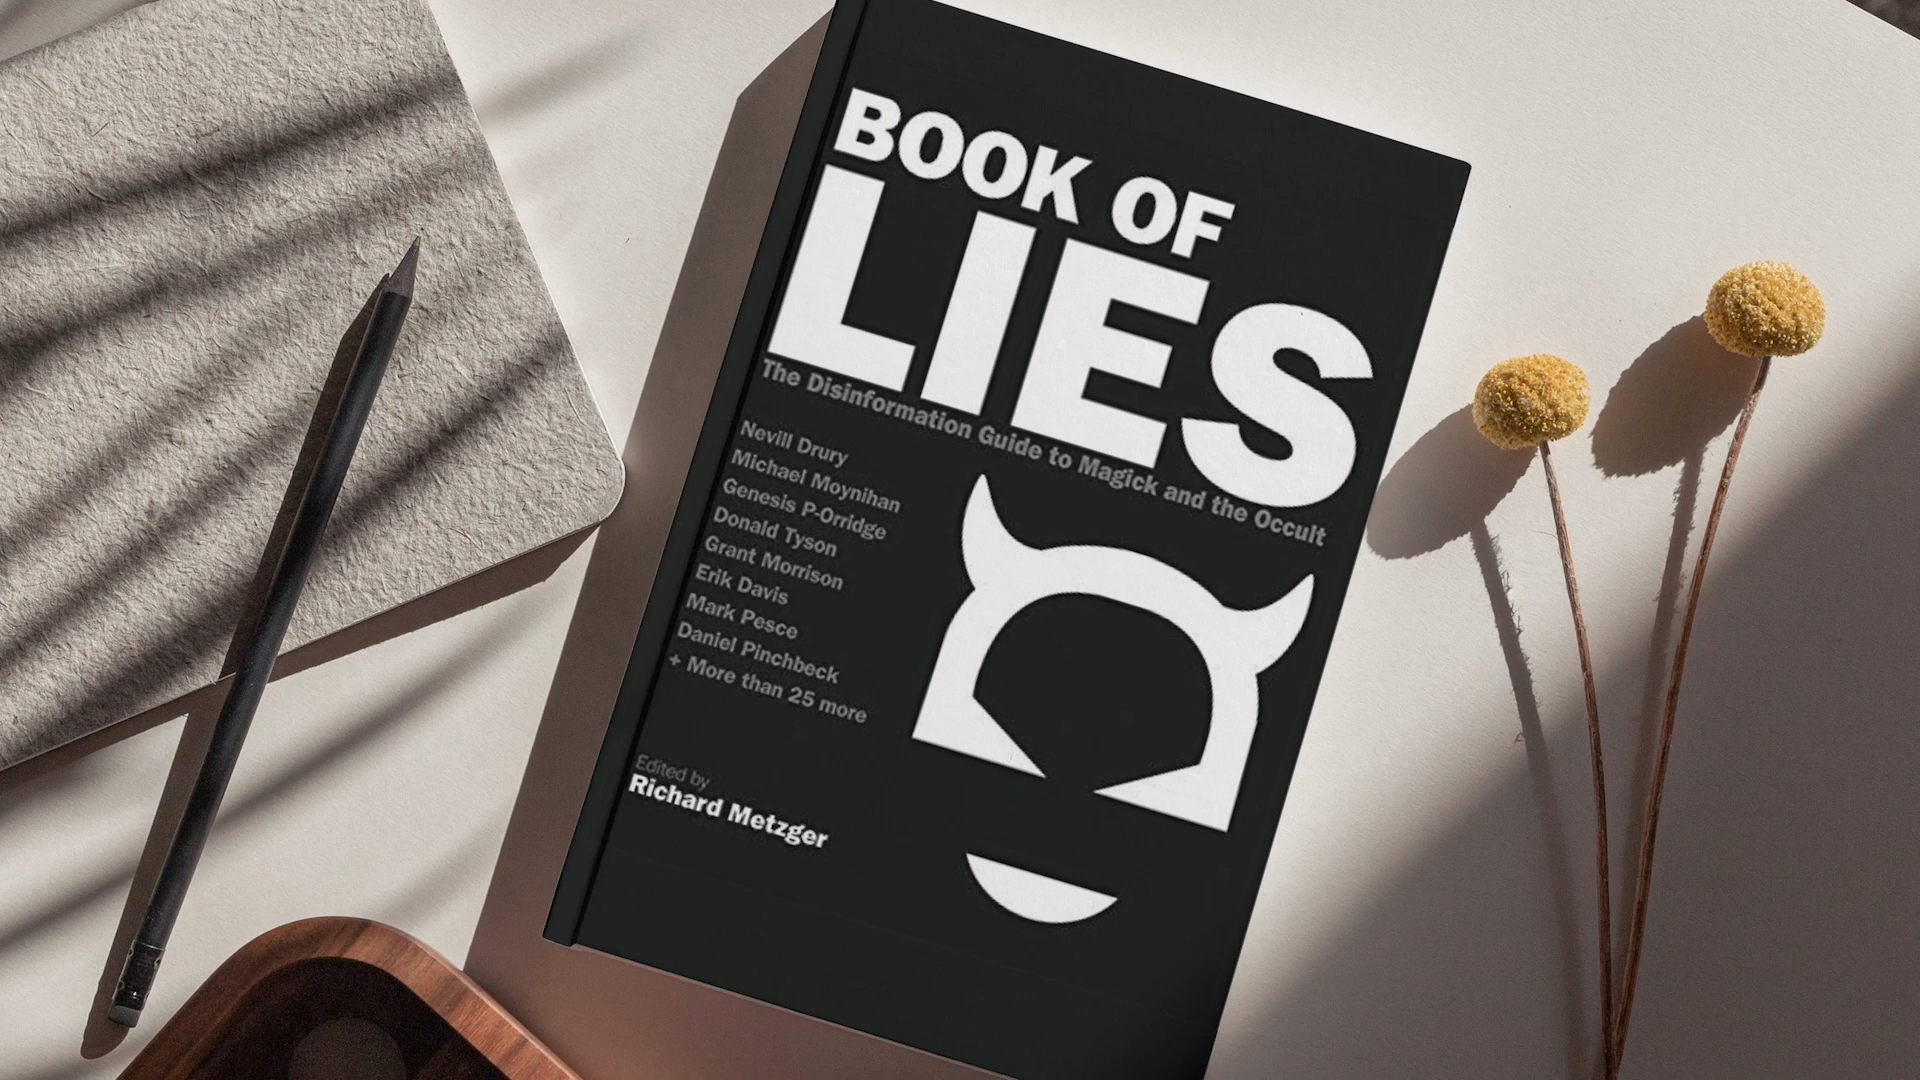 BOOK OF
LIES
The Disinformation Guide to Magick and the Occult
Nevill Drury
Michael Moynihan
Genesis P-Orridge
Donald Tyson
Grant Morrison
Erik Davis
Mark Pesce
Daniel Pinchbeck
+ More than 25 more
Edited by
Richard Metzger